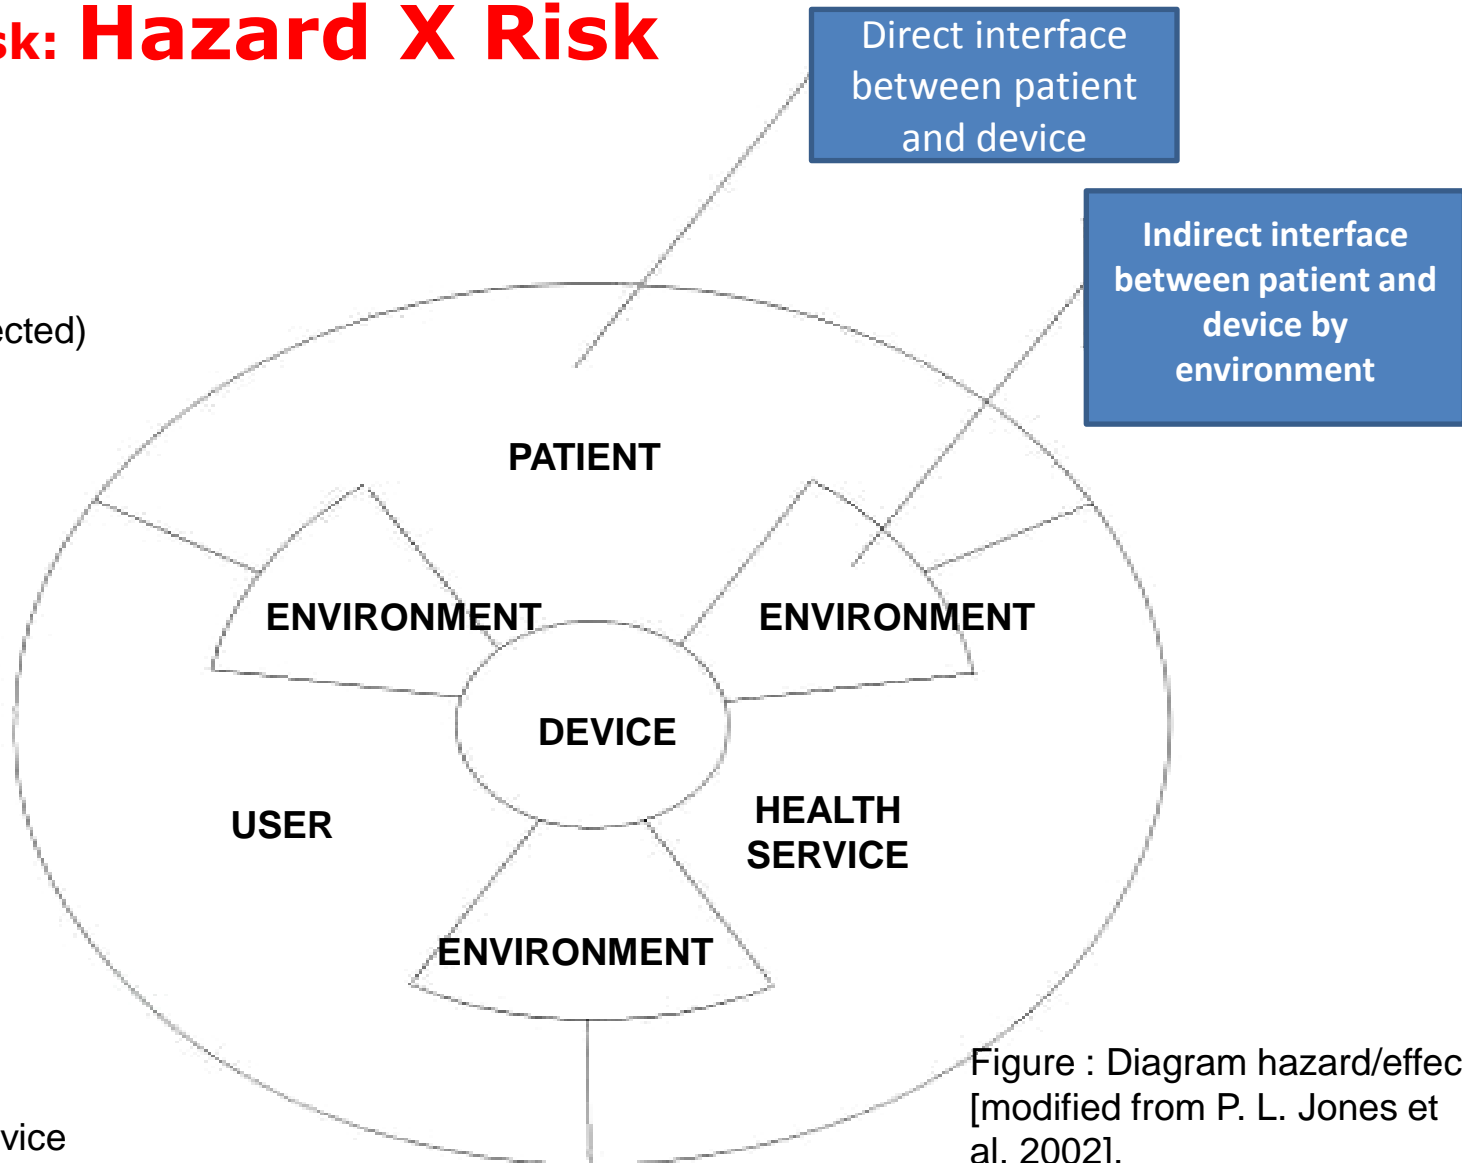 sk: Hazard X Risk
Direct interface
between patient
and device
Indirect interface
between patient and
device by
environment
ected)
PATIENT
ENVIRONMENT
ENVIRONMENT
DEVICE
USER
HEALTH
SERVICE
ENVIRONMENT
Figure : Diagram hazard/effec
[modified from P. L. Jones et
al. 2002].
vice